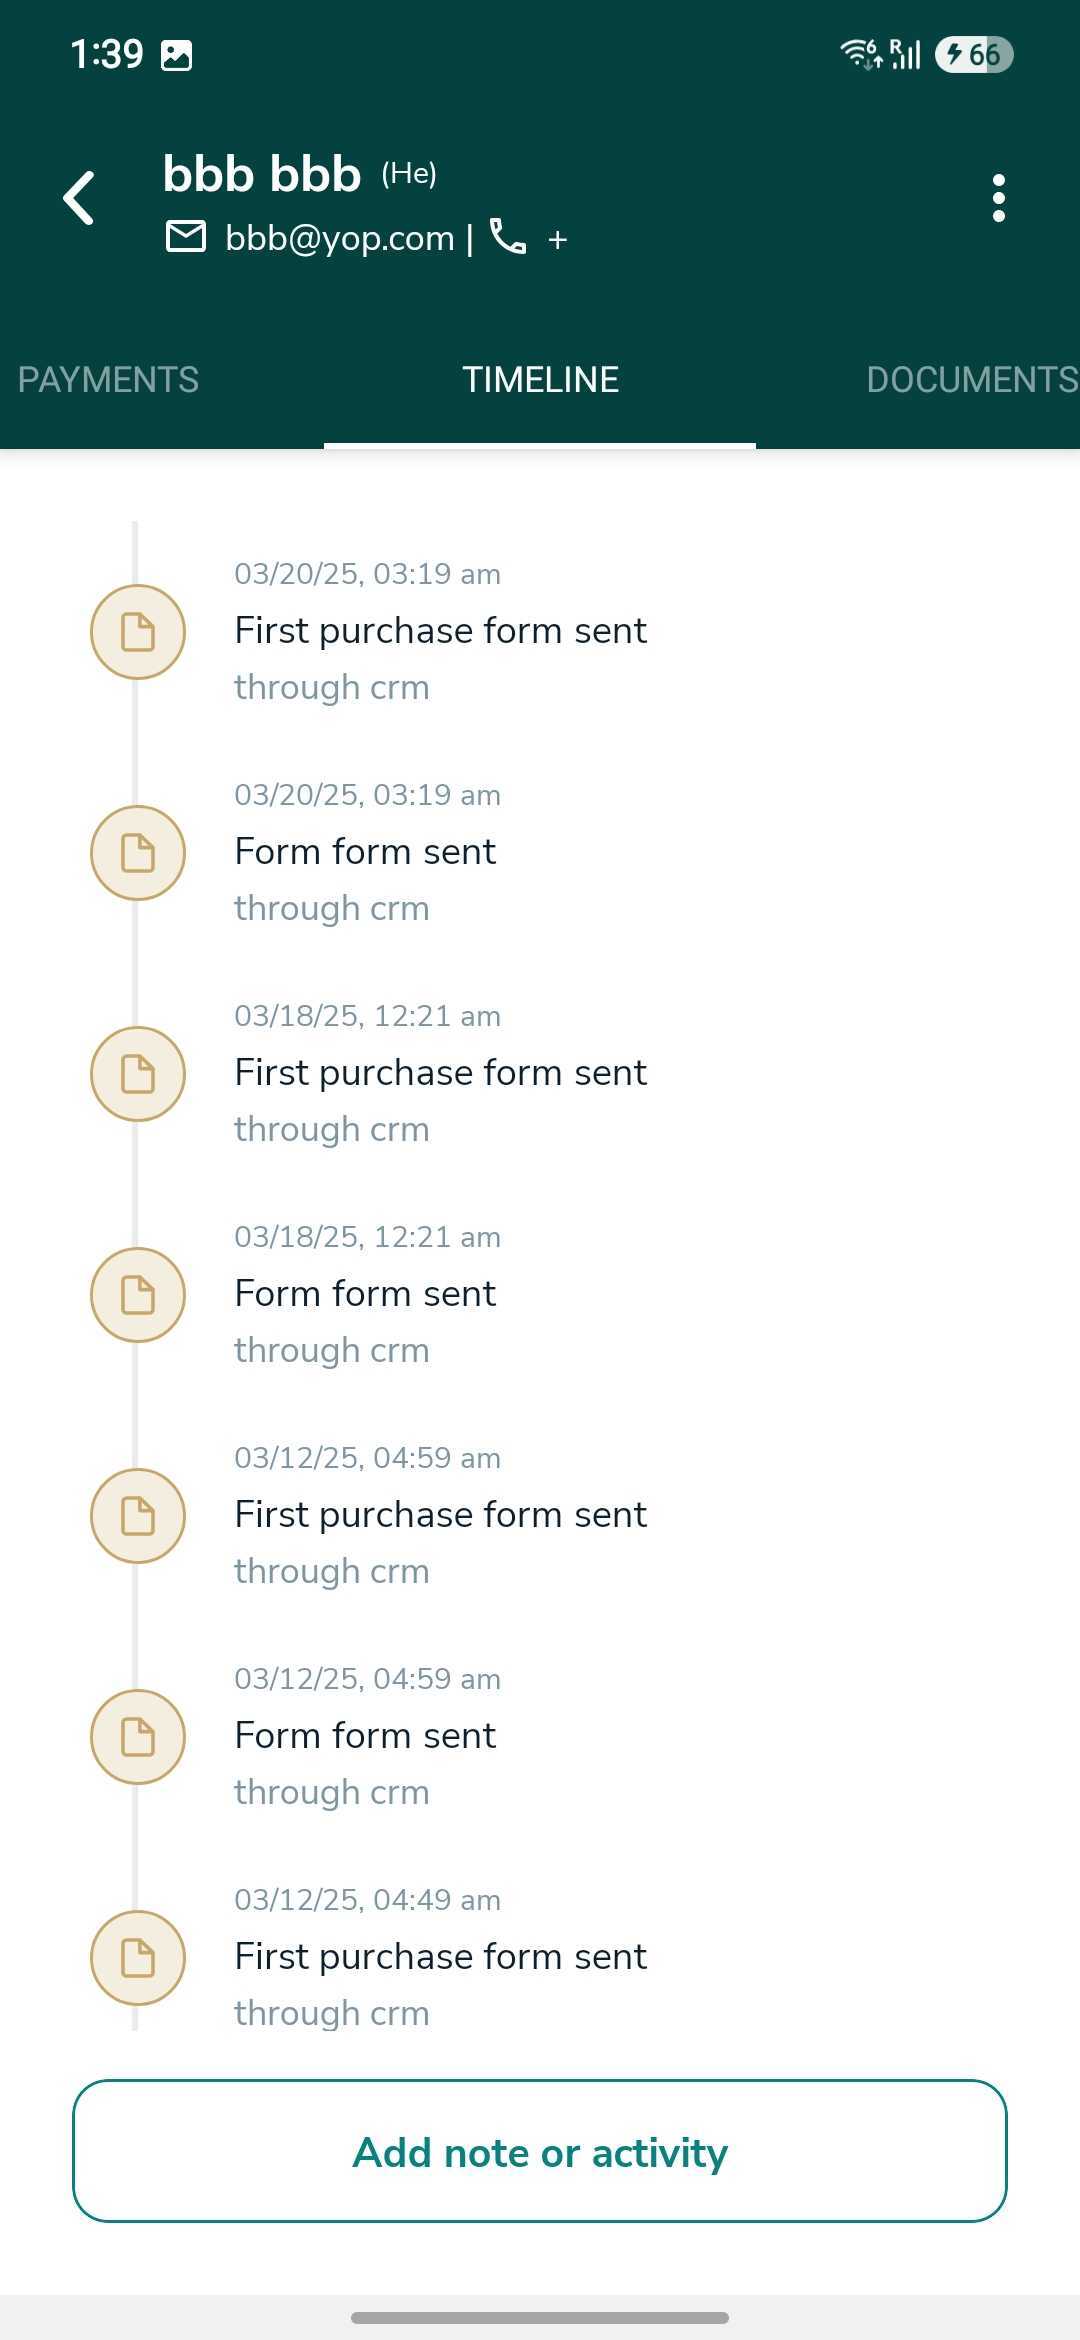 1:39
6 R 66
bbb bbb (He)
bbb@yop.com | +
PAYMENTS TIMELINE DOCUMENTS
03/20/25, 03:19 am
First purchase form sent
through crm
03/20/25, 03:19 am
Form form sent
through crm
03/18/25, 12:21 am
First purchase form sent
through crm
03/18/25, 12:21 am
Form form sent
through crm
03/12/25, 04:59 am
First purchase form sent
through crm
03/12/25, 04:59 am
Form form sent
through crm
03/12/25, 04:49 am
First purchase form sent
through crm
Add note or activity